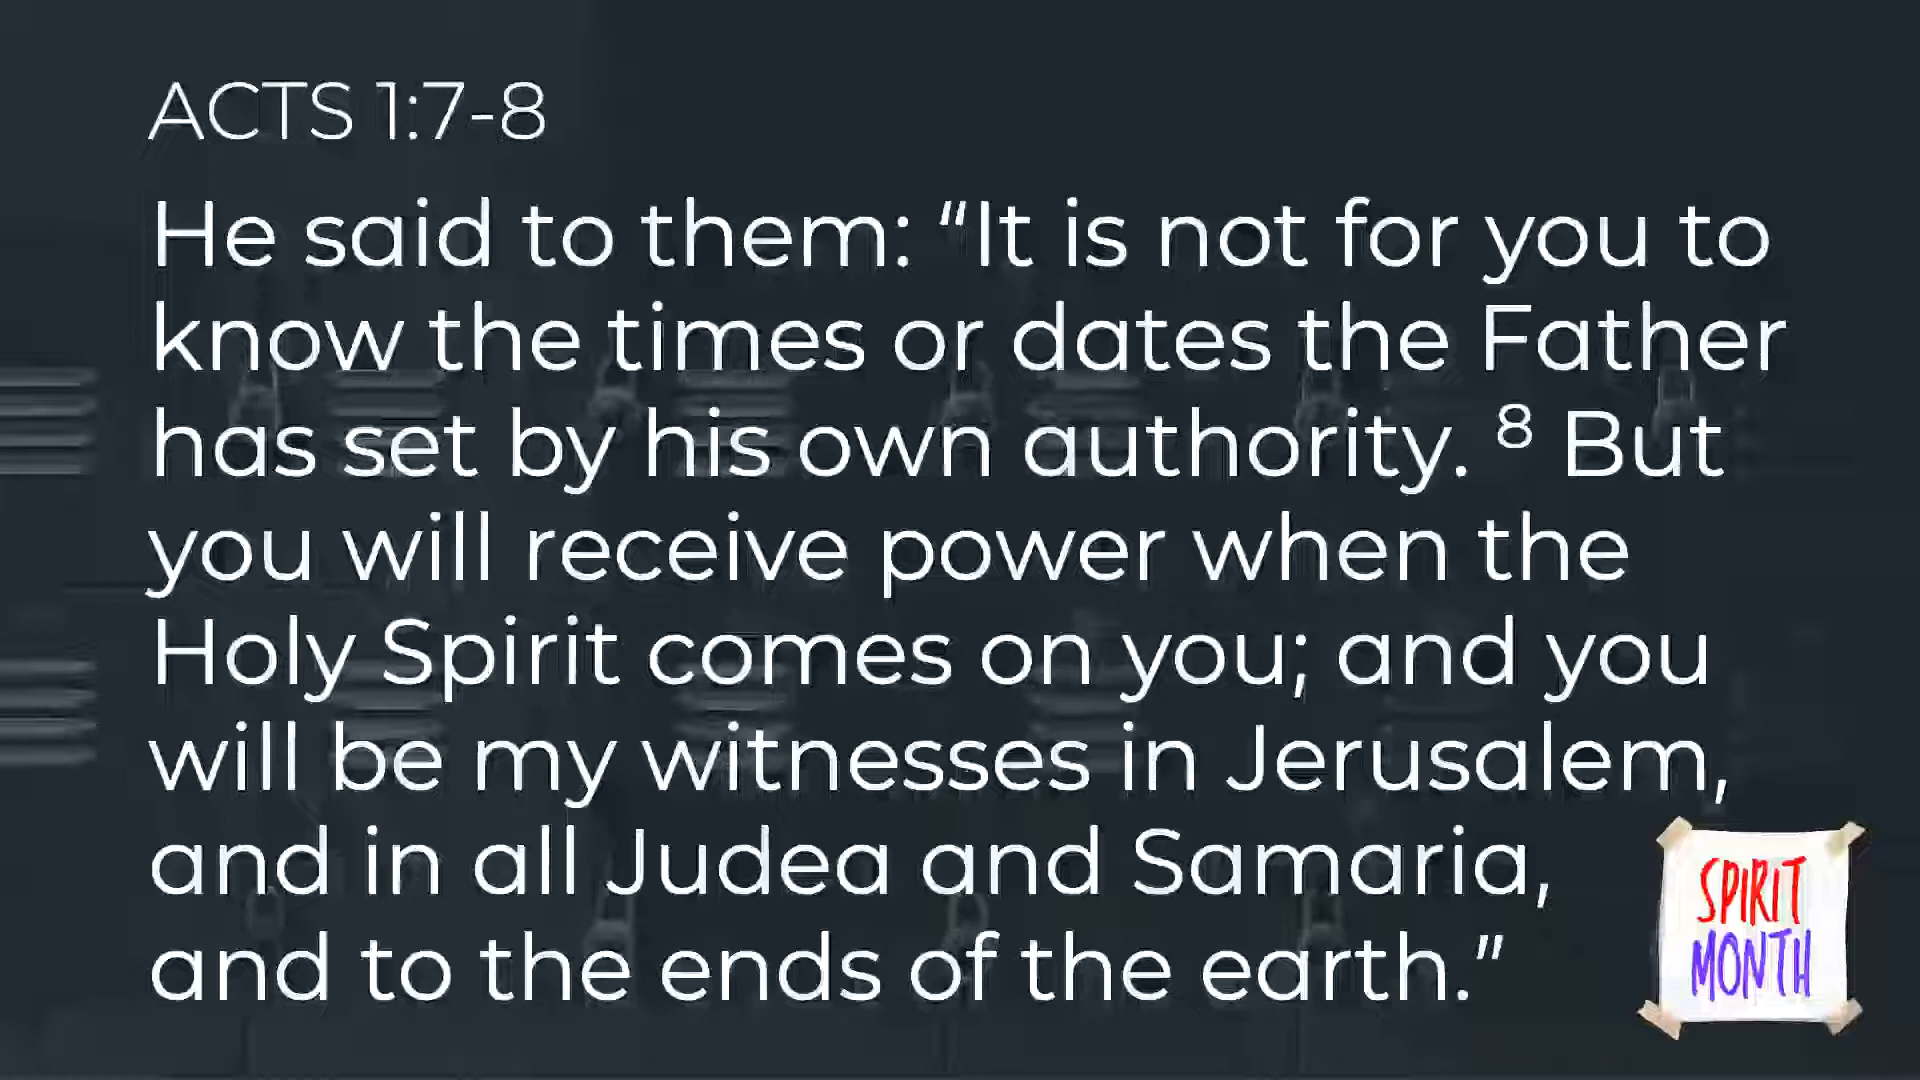 ACTS 1:7-8
He said to them: “It is not for you to
know the times or dates the Father
has set by his own authority. ⁸ But
you will receive power when the
Holy Spirit comes on you; and you
will be my witnesses in Jerusalem,
and in all Judea and Samaria,
and to the ends of the earth.”
SPIRIT
MONTH